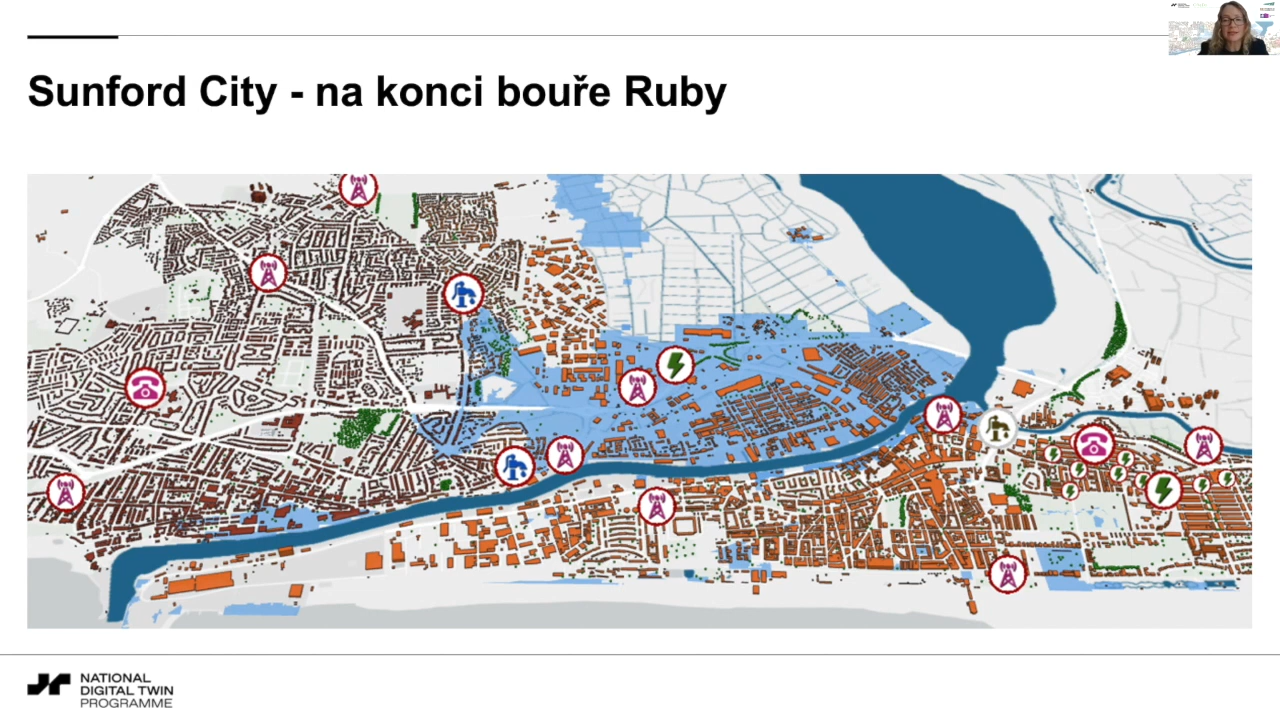 Sunford City - na konci bouře Ruby
NATIONAL
DIGITAL TWIN
PROGRAMME